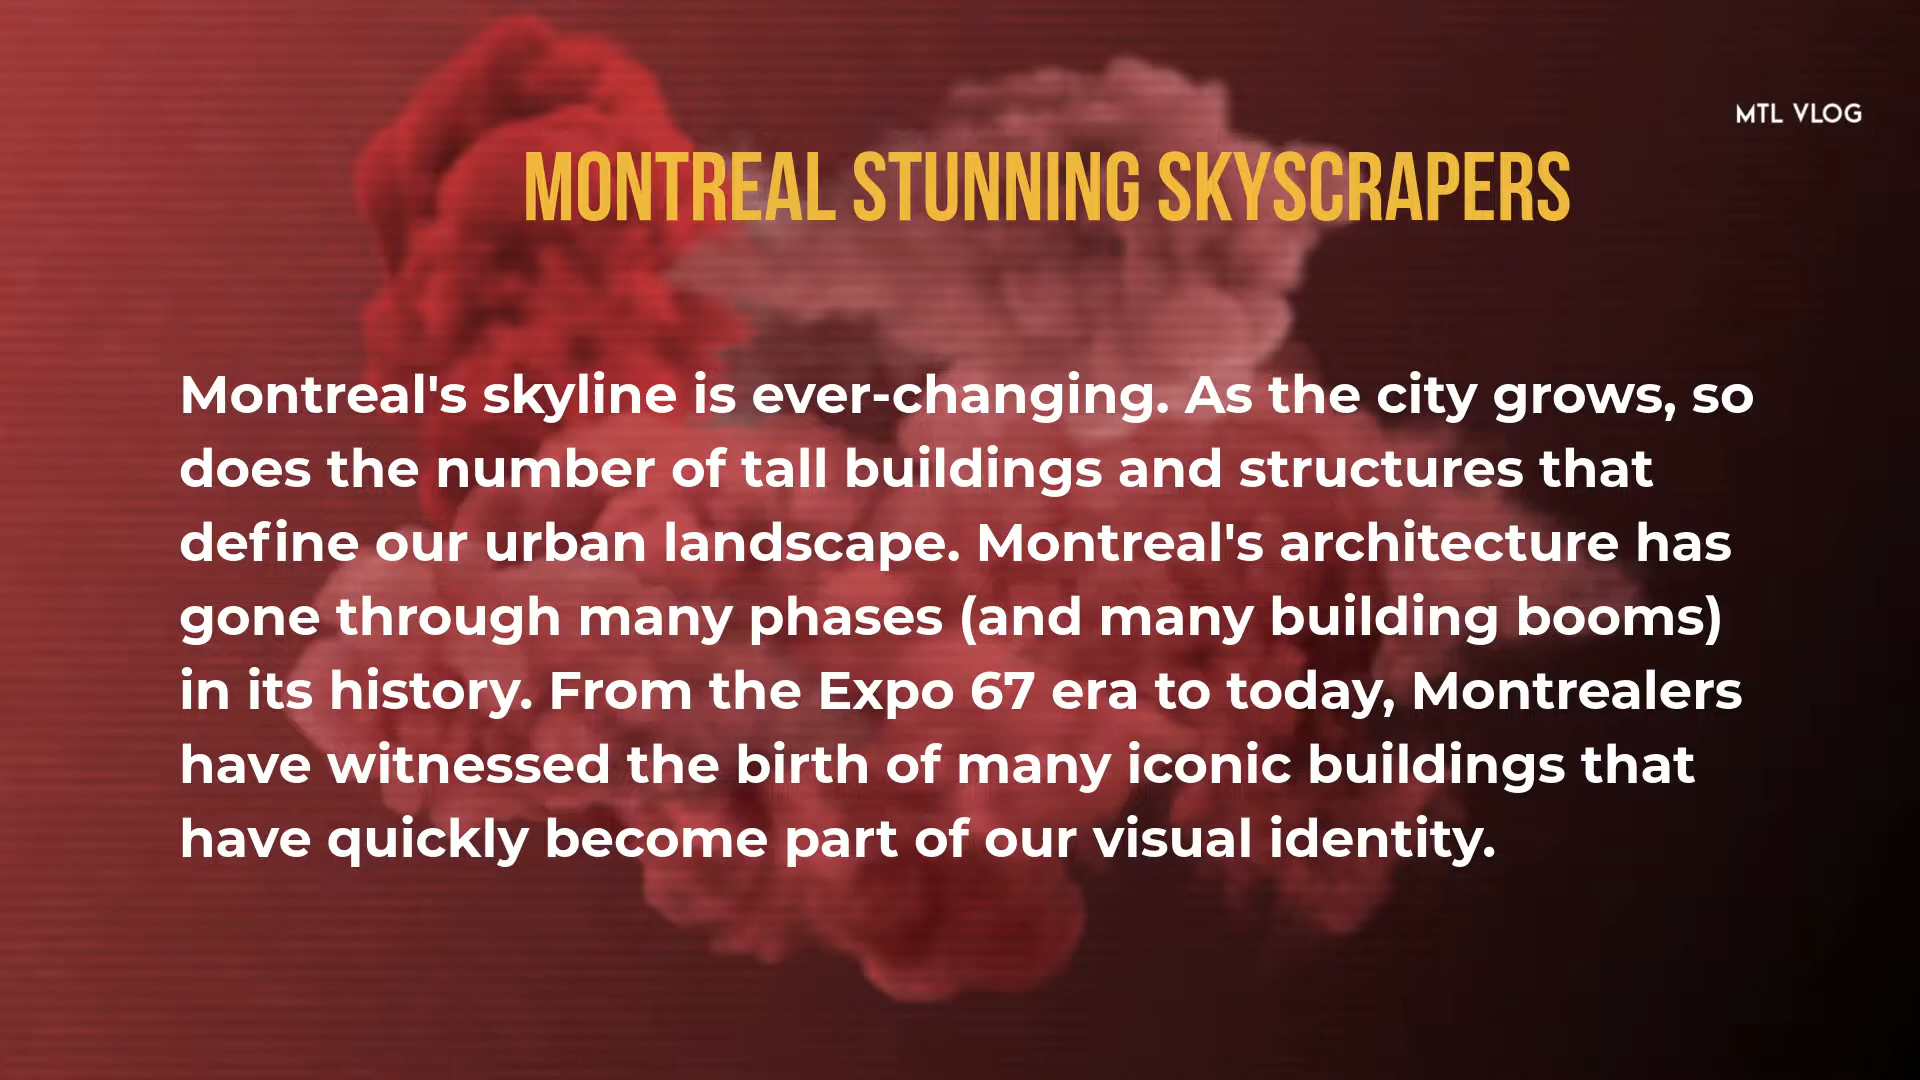 MTL VLOG
MONTREAL STUNNING SKYSCRAPERS
Montreal's skyline is ever-changing. As the city grows, so
does the number of tall buildings and structures that
define our urban landscape. Montreal's architecture has
gone through many phases (and many building booms)
in its history. From the Expo 67 era to today, Montrealers
have witnessed the birth of many iconic buildings that
have quickly become part of our visual identity.